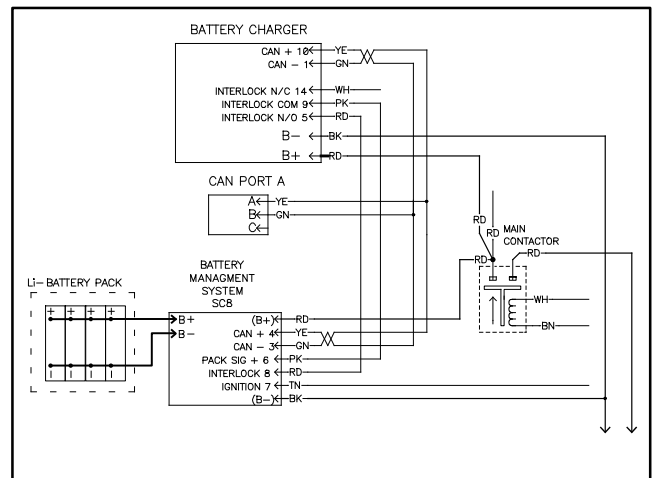 BATTERY CHARGER
CAN + 10 YE
CAN - 1 GN
INTERLOCK N/C 14 WH
INTERLOCK COM 9 PK
INTERLOCK N/O 5 RD
B- BK
B+ RD
CAN PORT A
A YE
B GN
C
RD
RD
MAIN
CONTACTOR
RD
RD
WH
BN
BATTERY
MANAGMENT
SYSTEM
SC8
Li-BATTERY PACK
+ + + +
- - - -
B+
B-
(B+) RD
CAN + 4 YE
CAN - 3 GN
PACK SIG + 6 PK
INTERLOCK 8 RD
IGNITION 7 TN
(B-) BK